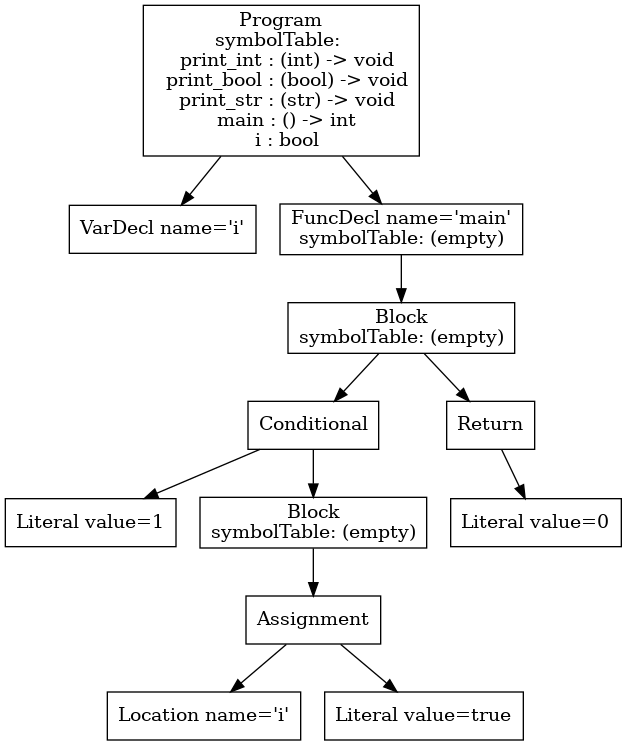 Program
symbolTable:
print_int : (int) -> void
print_bool : (bool) -> void
print_str : (str) -> void
main : () -> int
i : bool
VarDecl name='i'
FuncDecl name='main'
symbolTable: (empty)
Block
symbolTable: (empty)
Conditional
Return
Literal value=1
Block
symbolTable: (empty)
Literal value=0
Assignment
Location name='i'
Literal value=true